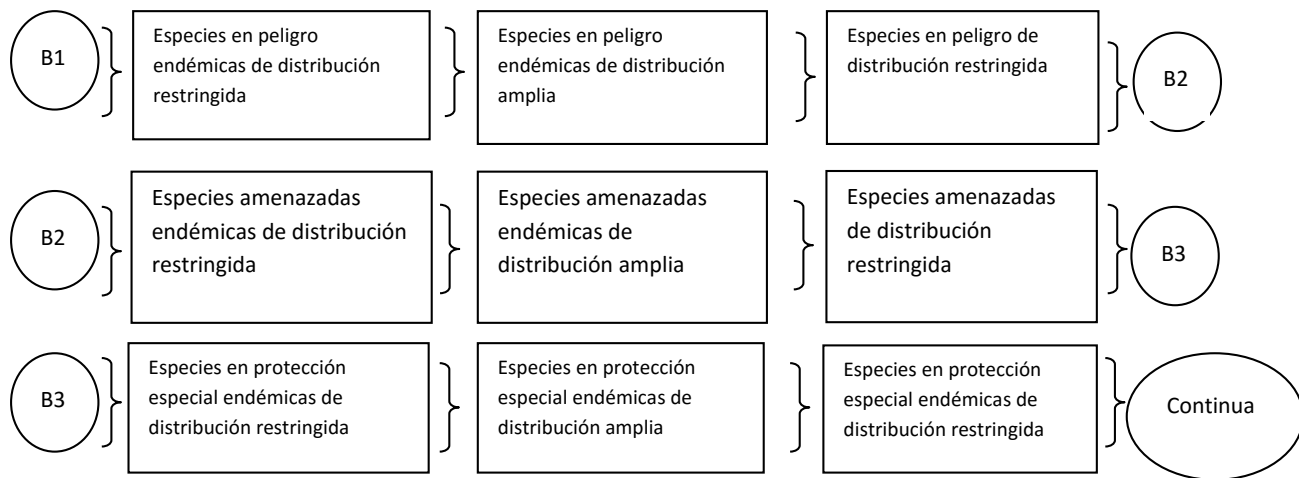 B1
Especies en peligro
endémicas de distribución
restringida
Especies en peligro
endémicas de distribución
amplia
Especies en peligro de
distribución restringida
B2
B2
Especies amenazadas
endémicas de distribución
restringida
Especies amenazadas
endémicas de
distribución amplia
Especies amenazadas
de distribución
restringida
B3
B3
Especies en protección
especial endémicas de
distribución restringida
Especies en protección
especial endémicas de
distribución amplia
Especies en protección
especial endémicas de
distribución restringida
Continua